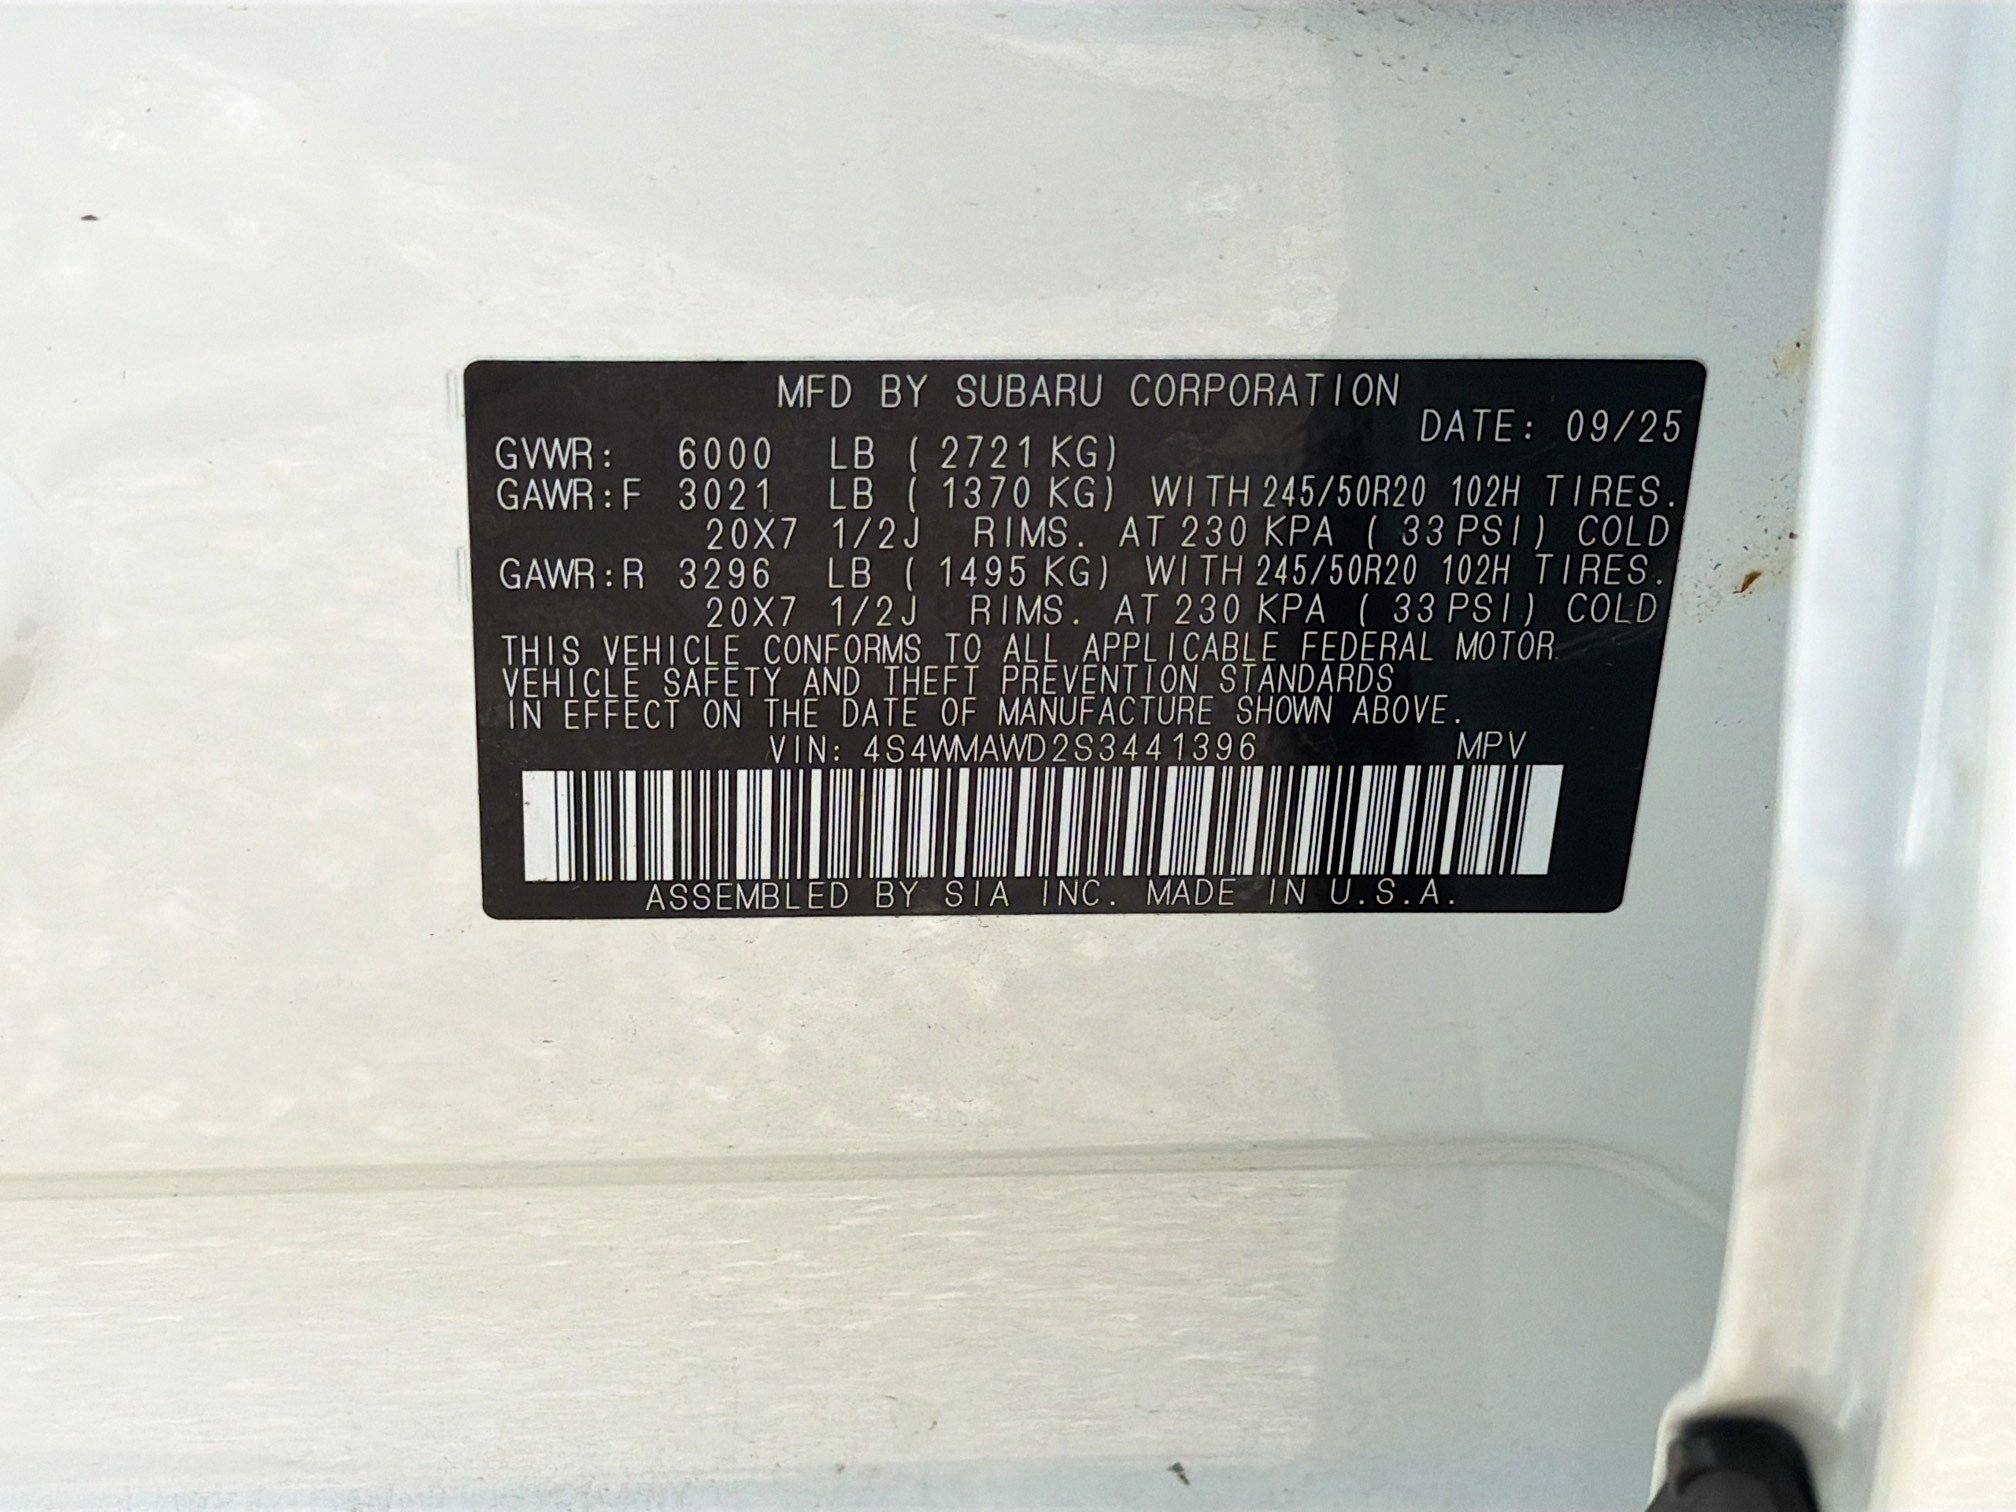 MFD BY SUBARU CORPORATION
DATE: 09/25
GVWR: 6000 LB (2721 KG)
GAWR:F 3021 LB (1370 KG) WITH 245/50R20 102H TIRES.
20X7 1/2J RIMS. AT 230 KPA (33 PSI) COLD
GAWR:R 3296 LB (1495 KG) WITH 245/50R20 102H TIRES.
20X7 1/2J RIMS. AT 230 KPA (33 PSI) COLD
THIS VEHICLE CONFORMS TO ALL APPLICABLE FEDERAL MOTOR
VEHICLE SAFETY AND THEFT PREVENTION STANDARDS
IN EFFECT ON THE DATE OF MANUFACTURE SHOWN ABOVE.
VIN: 4S4WMAWD2S3441396 MPV
ASSEMBLED BY SIA INC. MADE IN U.S.A.